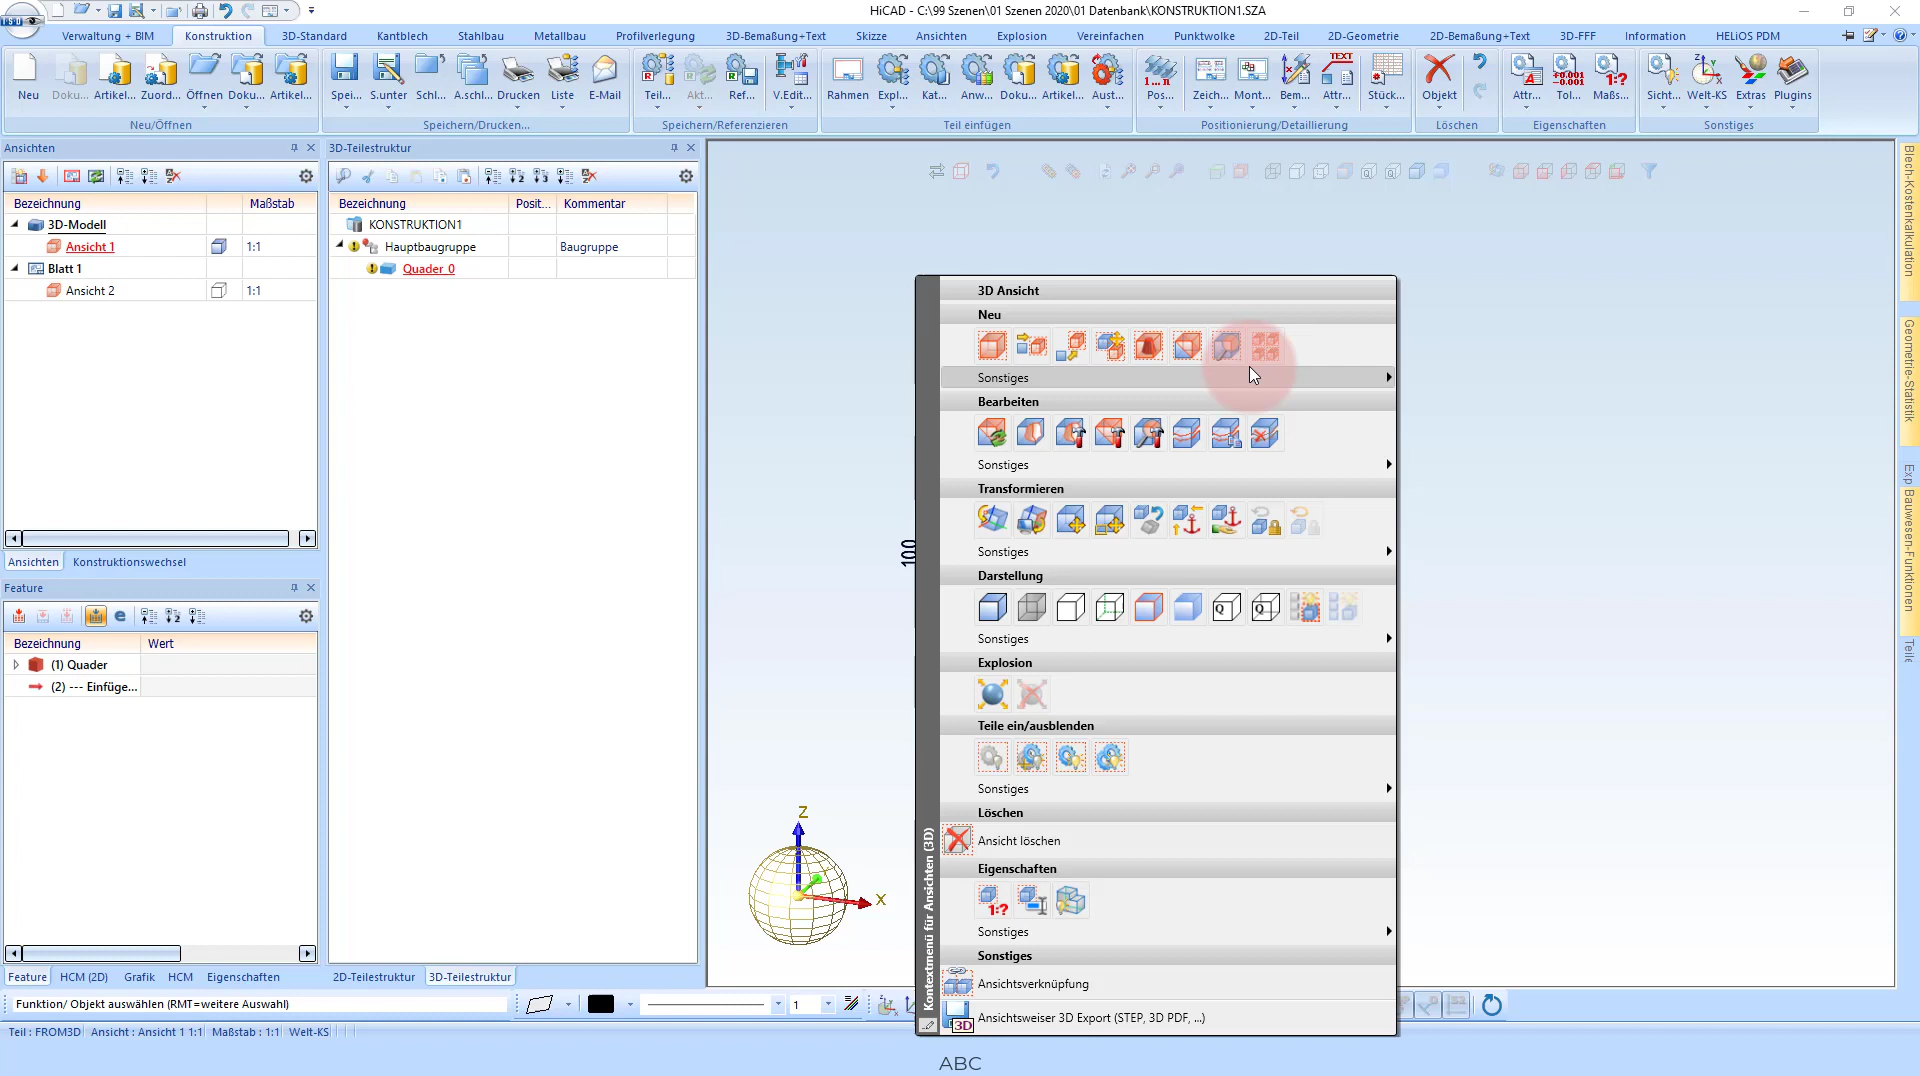 HiCAD - C:\99 Szenen\01 Szenen 2020\01 Datenbank\KONSTRUKTION1.SZA
ISD
Verwaltung + BIM Konstruktion 3D-Standard Kantblech Stahlbau Metallbau Profilverlegung 3D-Bemaßung+Text Skizze Ansichten Explosion Vereinfachen Punktwolke 2D-Teil 2D-Geometrie 2D-Bemaßung+Text 3D-FFF Information HELiOS PDM
Neu Doku... Artikel... Zuord... Öffnen Doku... Artikel... Spei... S.unter Schl... A.schl... Drucken Liste E-Mail Teil... Akt... Ref... V.Edit... Rahmen Expl... Kat... Anw... Doku... Artikel... Aust... Pos... Zeich... Mont... Bem... Attr... Stück... Objekt Attr... Tol... Maßs... Sicht... Welt-KS Extras Plugins
Neu/Öffnen Speichern/Drucken... Speichern/Referenzieren Teil einfügen Positionierung/Detaillierung Löschen Eigenschaften Sonstiges
Ansichten
Bezeichnung Maßstab
3D-Modell
Ansicht 1 1:1
Blatt 1
Ansicht 2 1:1
Ansichten Konstruktionswechsel
Feature
Bezeichnung Wert
(1) Quader
(2) --- Einfüge...
Feature HCM (2D) Grafik HCM Eigenschaften
3D-Teilestruktur
Bezeichnung Posit... Kommentar
KONSTRUKTION1
Hauptbaugruppe Baugruppe
Quader_0
2D-Teilestruktur 3D-Teilestruktur
100
Z
X
Kontextmenü für Ansichten (3D)
3D Ansicht
Neu
Sonstiges
Bearbeiten
Sonstiges
Transformieren
Sonstiges
Darstellung
Sonstiges
Explosion
Teile ein/ausblenden
Sonstiges
Löschen
Ansicht löschen
Eigenschaften
Sonstiges
Sonstiges
Ansichtsverknüpfung
Ansichtsweiser 3D Export (STEP, 3D PDF, ...)
Blech-Kostenkalkulation
Geometrie-Statistik
Exp
Bauwesen-Funktionen
Teile
Funktion/ Objekt auswählen (RMT=weitere Auswahl)
1
Teil : FROM3D Ansicht : Ansicht 1 1:1 Maßstab : 1:1 Welt-KS
ABC